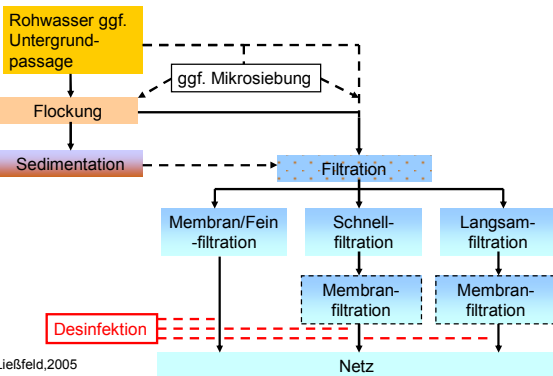 Rohwasser ggf.
Untergrund-
passage
ggf. Mikrosiebung
Flockung
Sedimentation
Filtration
Membran/Fein
-filtration
Schnell-
filtration
Langsam-
filtration
Membran-
filtration
Membran-
filtration
Desinfektion
Netz
Ließfeld,2005